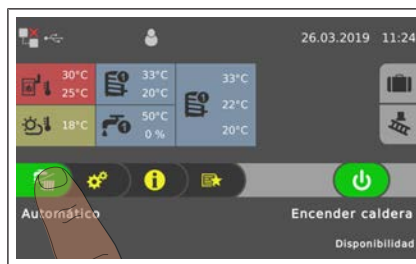 26.03.2019 11:24
30°C 33°C 33°C
25°C 20°C 22°C
18°C 50°C 20°C
0 %
Automático Encender caldera
Disponibilidad